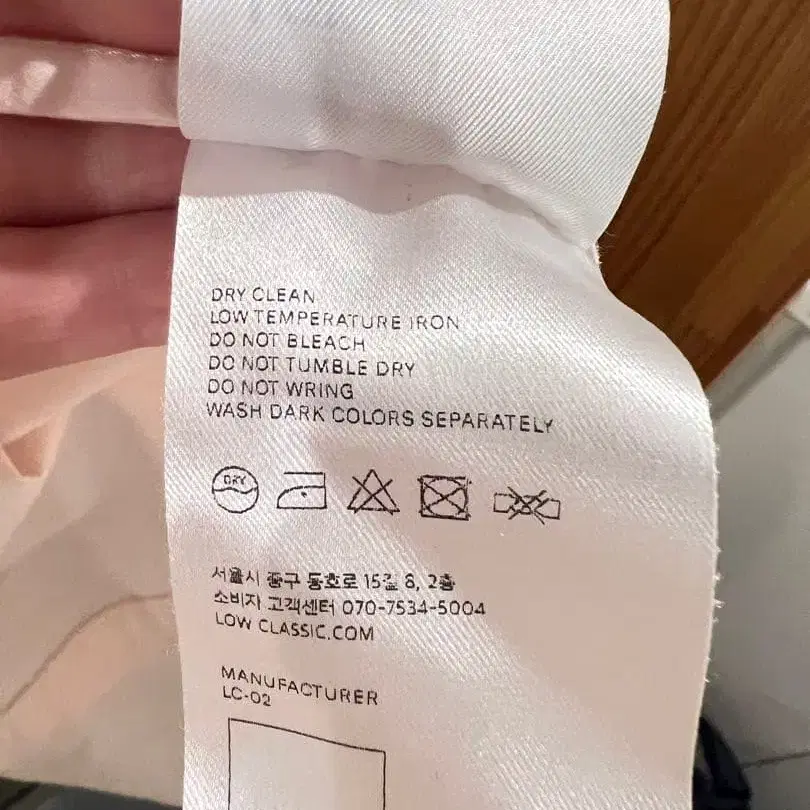 DRY CLEAN
LOW TEMPERATURE IRON
DO NOT BLEACH
DO NOT TUMBLE DRY
DO NOT WRING
WASH DARK COLORS SEPARATELY
DRY
서울시 중구 동호로 15길 8, 2층
소비자 고객센터 070-7534-5004
LOW CLASSIC.COM
MANUFACTURER
LC-02